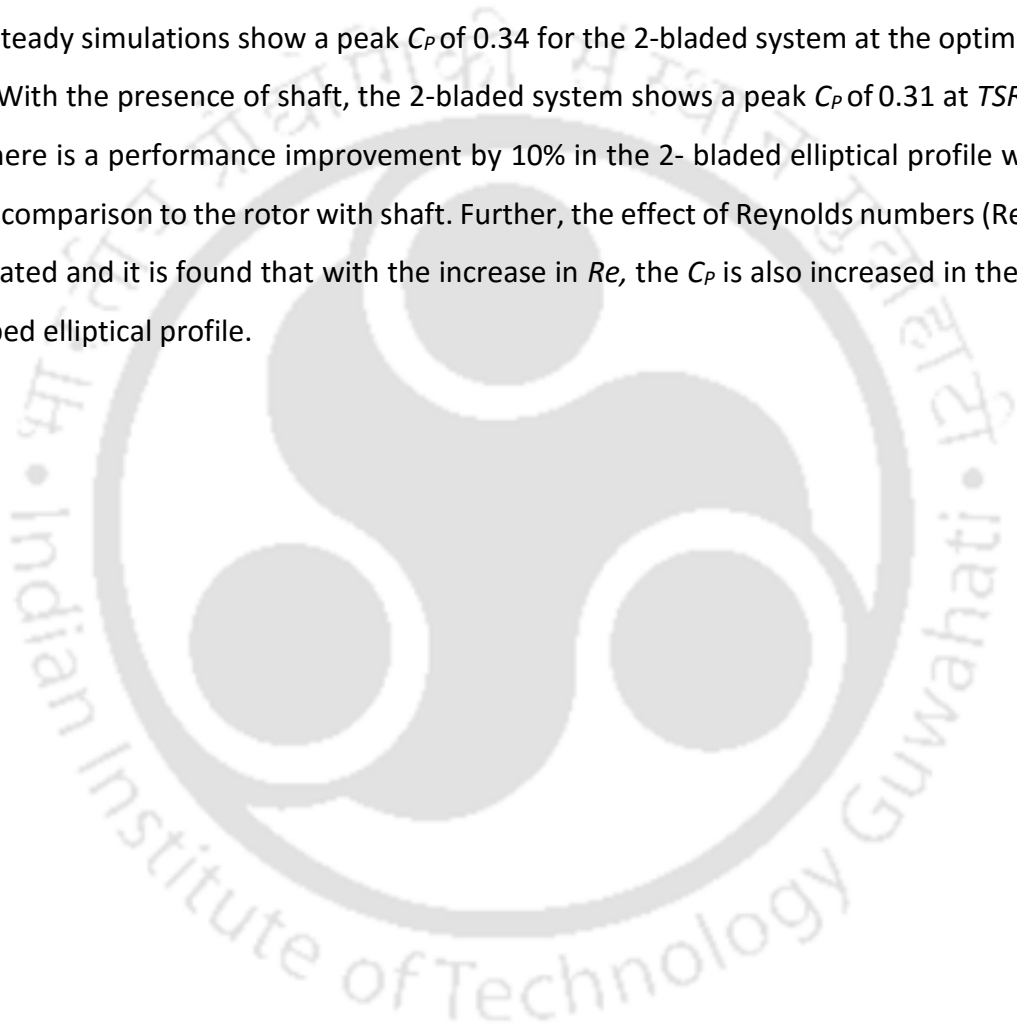 teady simulations show a peak CP of 0.34 for the 2-bladed system at the optim
With the presence of shaft, the 2-bladed system shows a peak CP of 0.31 at TSR
here is a performance improvement by 10% in the 2- bladed elliptical profile w
comparison to the rotor with shaft. Further, the effect of Reynolds numbers (Re
ated and it is found that with the increase in Re, the CP is also increased in the
ped elliptical profile.
Indian Institute of Technology Guwahati